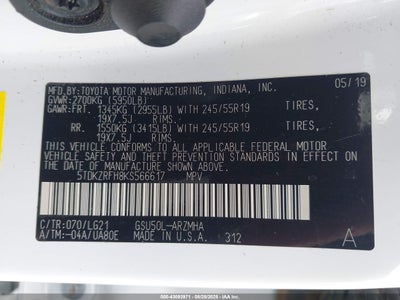 MFD. BY:TOYOTA MOTOR MANUFACTURING, INDIANA, INC. 05/19
GVWR:2700KG (5950LB)
GAWR:FRT. 1345KG (2955LB) WITH 245/55R19 TIRES,
19X7.5J RIMS.
RR. 1550KG (3415LB) WITH 245/55R19 TIRES,
19X7.5J RIMS.
THIS VEHICLE CONFORMS TO ALL APPLICABLE
FEDERAL MOTOR VEHICLE SAFETY AND
THEFT PREVENTION STANDARDS IN EFFECT ON
THE DATE OF MANUFACTURE SHOWN ABOVE.
5TDKZRFH8KS566617 MPV
C/TR:070/LG21 GSU50L-ARZMHA
A/TM:-04A/UA80E MADE IN U.S.A. 312 A